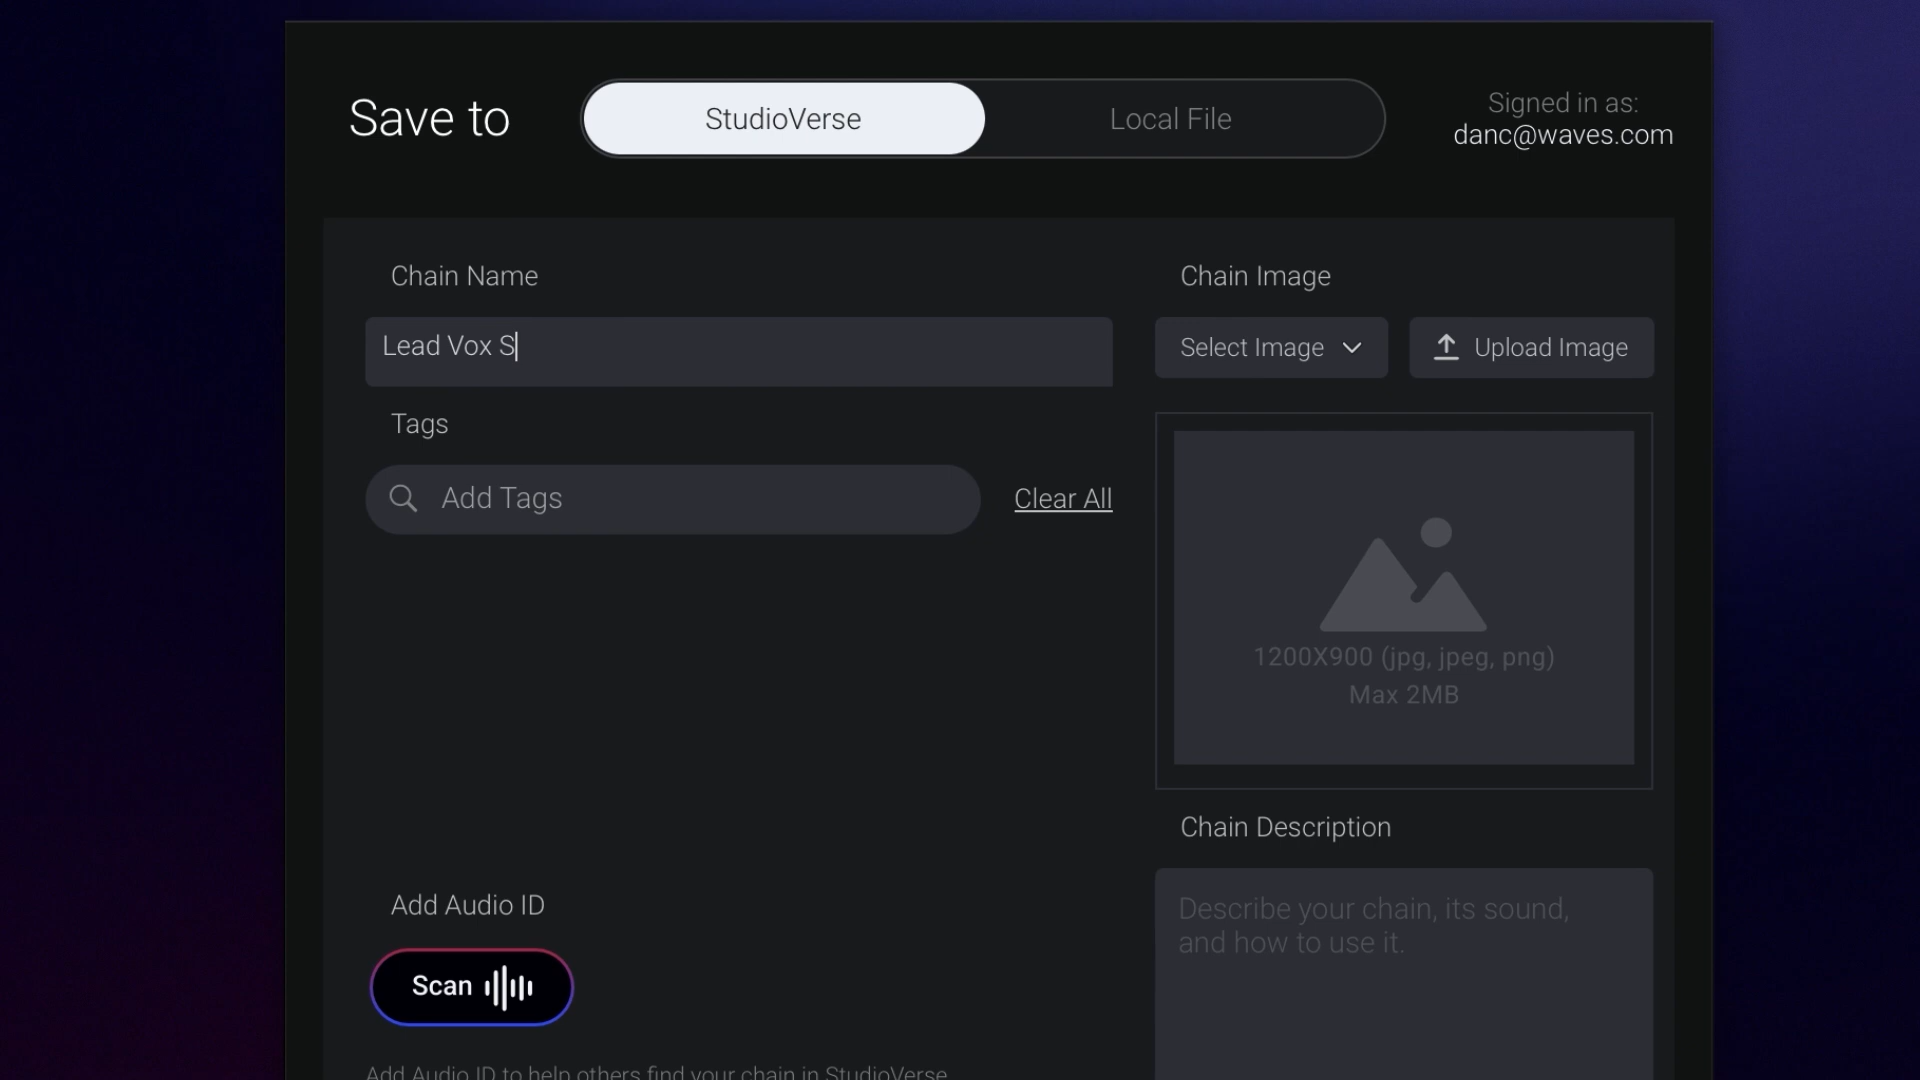 Save to
StudioVerse
Local File
Signed in as:
danc@waves.com
Chain Name
Lead Vox S
Tags
Add Tags
Clear All
Add Audio ID
Scan
Add Audio ID to help others find your chain in StudioVerse
Chain Image
Select Image
Upload Image
1200X900 (jpg, jpeg, png)
Max 2MB
Chain Description
Describe your chain, its sound,
and how to use it.